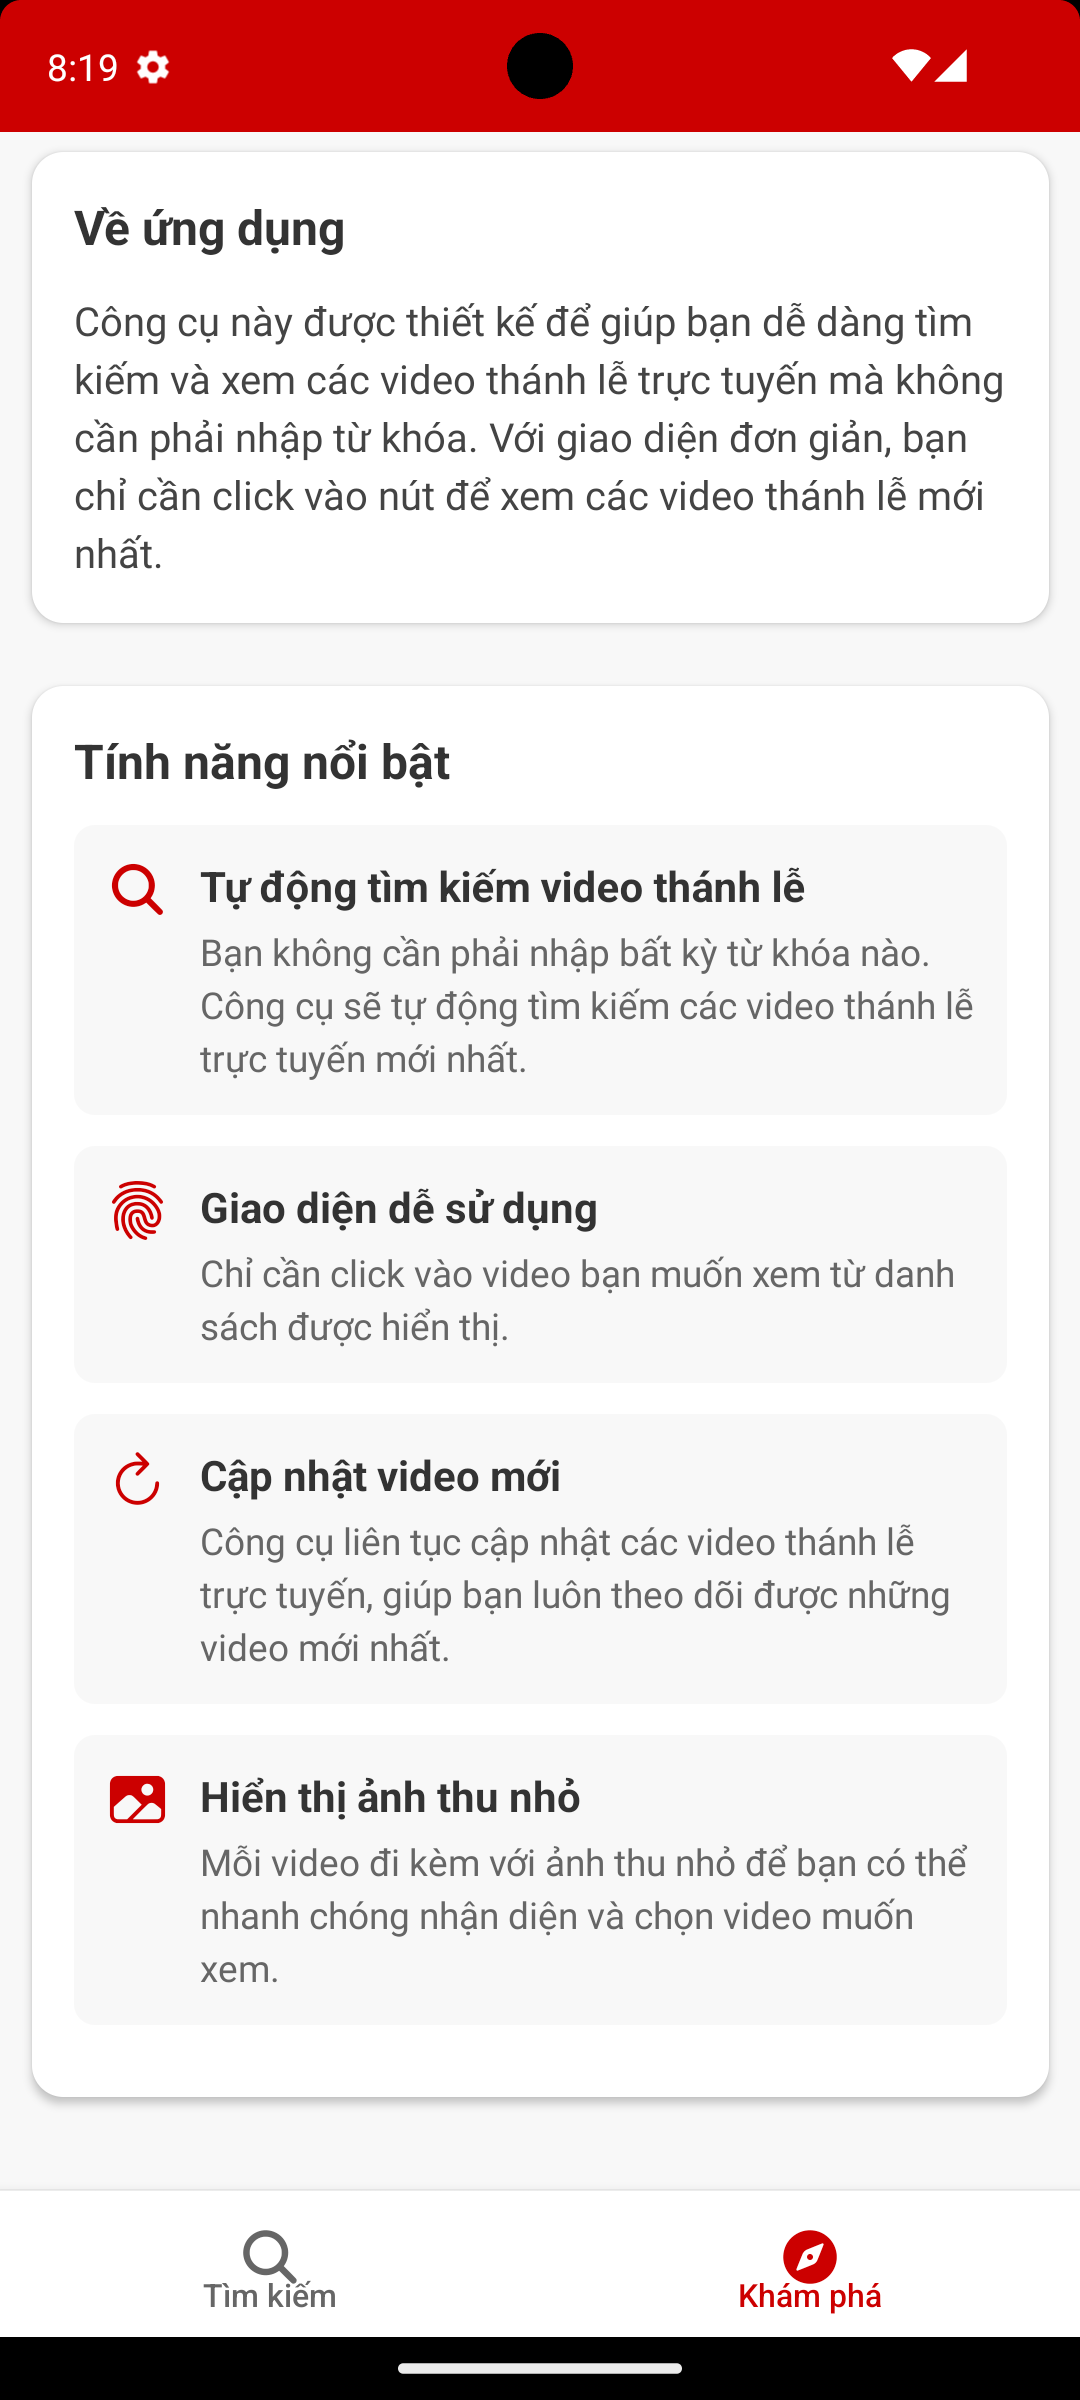 8:19
Về ứng dụng
Công cụ này được thiết kế để giúp bạn dễ dàng tìm
kiếm và xem các video thánh lễ trực tuyến mà không
cần phải nhập từ khóa. Với giao diện đơn giản, bạn
chỉ cần click vào nút để xem các video thánh lễ mới
nhất.
Tính năng nổi bật
Tự động tìm kiếm video thánh lễ
Bạn không cần phải nhập bất kỳ từ khóa nào.
Công cụ sẽ tự động tìm kiếm các video thánh lễ
trực tuyến mới nhất.
Giao diện dễ sử dụng
Chỉ cần click vào video bạn muốn xem từ danh
sách được hiển thị.
Cập nhật video mới
Công cụ liên tục cập nhật các video thánh lễ
trực tuyến, giúp bạn luôn theo dõi được những
video mới nhất.
Hiển thị ảnh thu nhỏ
Mỗi video đi kèm với ảnh thu nhỏ để bạn có thể
nhanh chóng nhận diện và chọn video muốn
xem.
Tìm kiếm
Khám phá